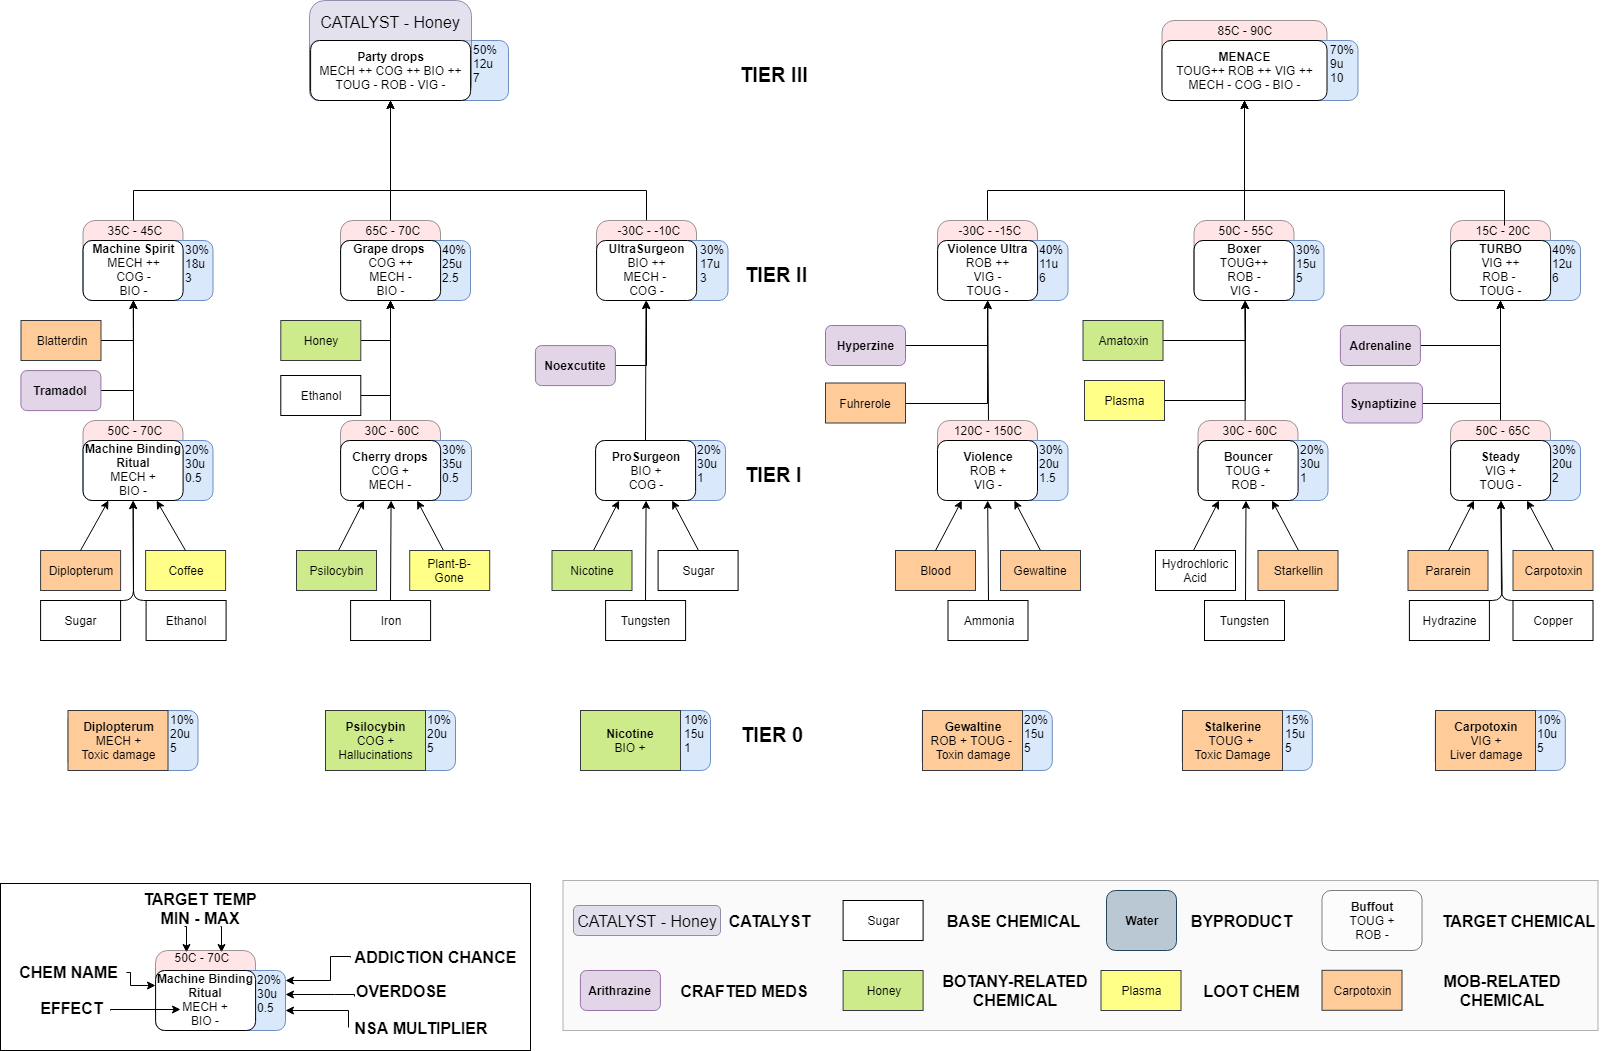 CATALYST - Honey
Party drops
MECH ++ COG ++ BIO ++
TOUG - ROB - VIG -
50%
12u
7
TIER III
85C - 90C
MENACE
TOUG++ ROB ++ VIG ++
MECH - COG - BIO -
70%
9u
10
35C - 45C
Machine Spirit
MECH ++
COG -
BIO -
30%
18u
3
65C - 70C
Grape drops
COG ++
MECH -
BIO -
40%
25u
2.5
-30C - -10C
UltraSurgeon
BIO ++
MECH -
COG -
30%
17u
3
TIER II
-30C - -15C
Violence Ultra
ROB ++
VIG -
TOUG -
40%
11u
6
50C - 55C
Boxer
TOUG++
ROB -
VIG -
30%
15u
5
15C - 20C
TURBO
VIG ++
ROB -
TOUG -
40%
12u
6
Blatterdin
Tramadol
Honey
Ethanol
Noexcutite
Hyperzine
Fuhrerole
Amatoxin
Plasma
Adrenaline
Synaptizine
50C - 70C
Machine Binding
Ritual
MECH +
BIO -
20%
30u
0.5
30C - 60C
Cherry drops
COG +
MECH -
30%
35u
0.5
ProSurgeon
BIO +
COG -
20%
30u
1
TIER I
120C - 150C
Violence
ROB +
VIG -
30%
20u
1.5
30C - 60C
Bouncer
TOUG +
ROB -
20%
30u
1
50C - 65C
Steady
VIG +
TOUG -
30%
20u
2
Diplopterum
Coffee
Sugar
Ethanol
Psilocybin
Plant-B-
Gone
Iron
Nicotine
Sugar
Tungsten
Blood
Gewaltine
Ammonia
Hydrochloric
Acid
Starkellin
Tungsten
Pararein
Carpotoxin
Hydrazine
Copper
Diplopterum
MECH +
Toxic damage
10%
20u
5
Psilocybin
COG +
Hallucinations
10%
20u
5
Nicotine
BIO +
10%
15u
1
TIER 0
Gewaltine
ROB + TOUG -
Toxin damage
20%
15u
5
Stalkerine
TOUG +
Toxic Damage
15%
15u
5
Carpotoxin
VIG +
Liver damage
10%
10u
5
TARGET TEMP
MIN - MAX
50C - 70C
CHEM NAME
EFFECT
Machine Binding
Ritual
MECH +
BIO -
20%
30u
0.5
ADDICTION CHANCE
OVERDOSE
NSA MULTIPLIER
CATALYST - Honey
CATALYST
Sugar
BASE CHEMICAL
Water
BYPRODUCT
Buffout
TOUG +
ROB -
TARGET CHEMICAL
Arithrazine
CRAFTED MEDS
Honey
BOTANY-RELATED
CHEMICAL
Plasma
LOOT CHEM
Carpotoxin
MOB-RELATED
CHEMICAL